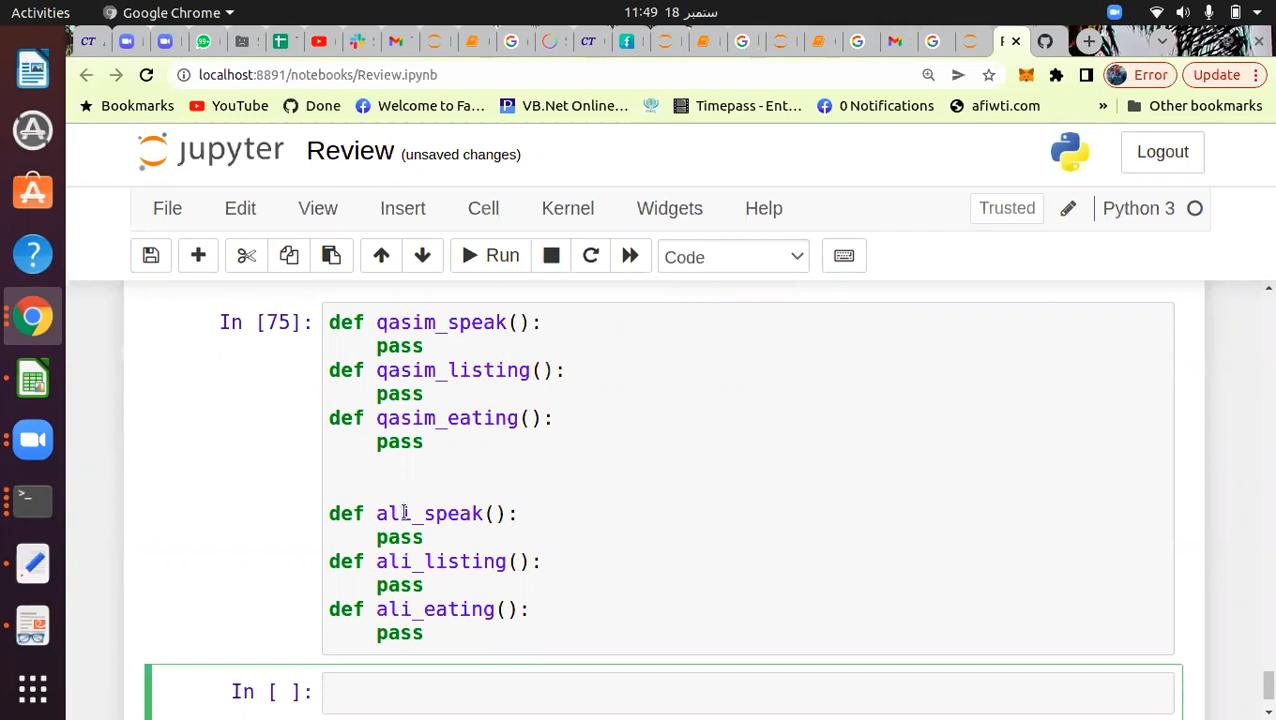 Activities
Google Chrome
11:49 18 ستمبر
CT
CT
F
localhost:8891/notebooks/Review.ipynb
Error
Update
Bookmarks
YouTube
Done
Welcome to Fa...
VB.Net Online...
Timepass - Ent...
0 Notifications
afiwti.com
»
Other bookmarks
jupyter
Review (unsaved changes)
Logout
File
Edit
View
Insert
Cell
Kernel
Widgets
Help
Trusted
Python 3
Run
Code
In [75]:
def qasim_speak():
    pass
def qasim_listing():
    pass
def qasim_eating():
    pass
def ali_speak():
    pass
def ali_listing():
    pass
def ali_eating():
    pass
In [ ]: